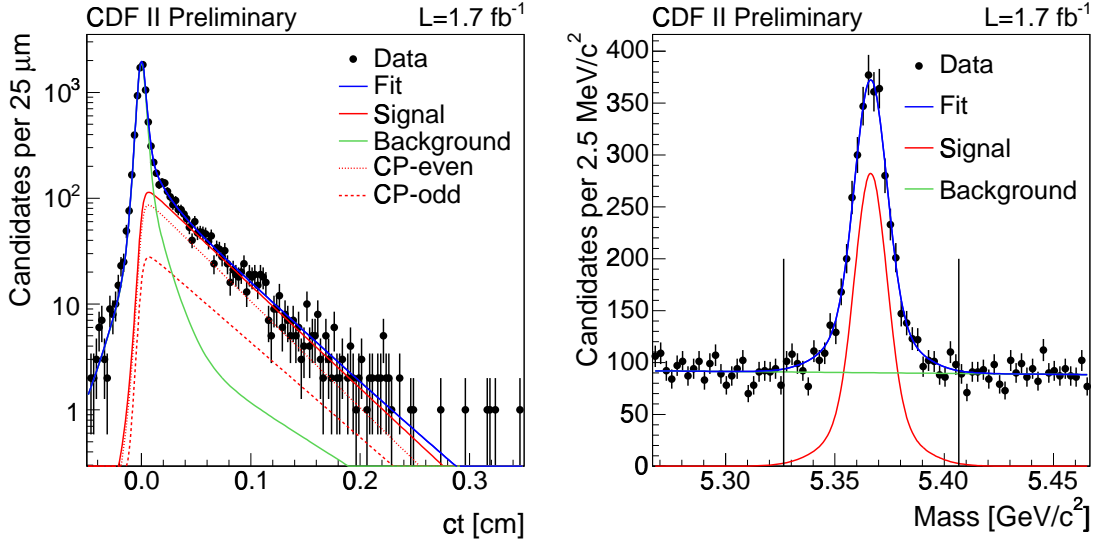 CDF II Preliminary L=1.7 fb⁻¹
Candidates per 25 μm
10³
10²
10
1
Data
Fit
Signal
Background
CP-even
CP-odd
0.0 0.1 0.2 0.3
ct [cm]
CDF II Preliminary L=1.7 fb⁻¹
Candidates per 2.5 MeV/c²
400
350
300
250
200
150
100
50
0
Data
Fit
Signal
Background
5.30 5.35 5.40 5.45
Mass [GeV/c²]